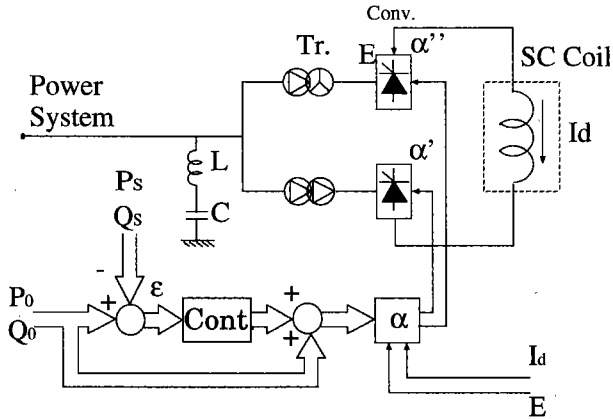 Conv.
Tr.
E
α''
SC Coil
Power
System
Id
L
α'
Ps
Qs
C
-
+
ε
P0
Q0
Cont
+
+
α
Id
E